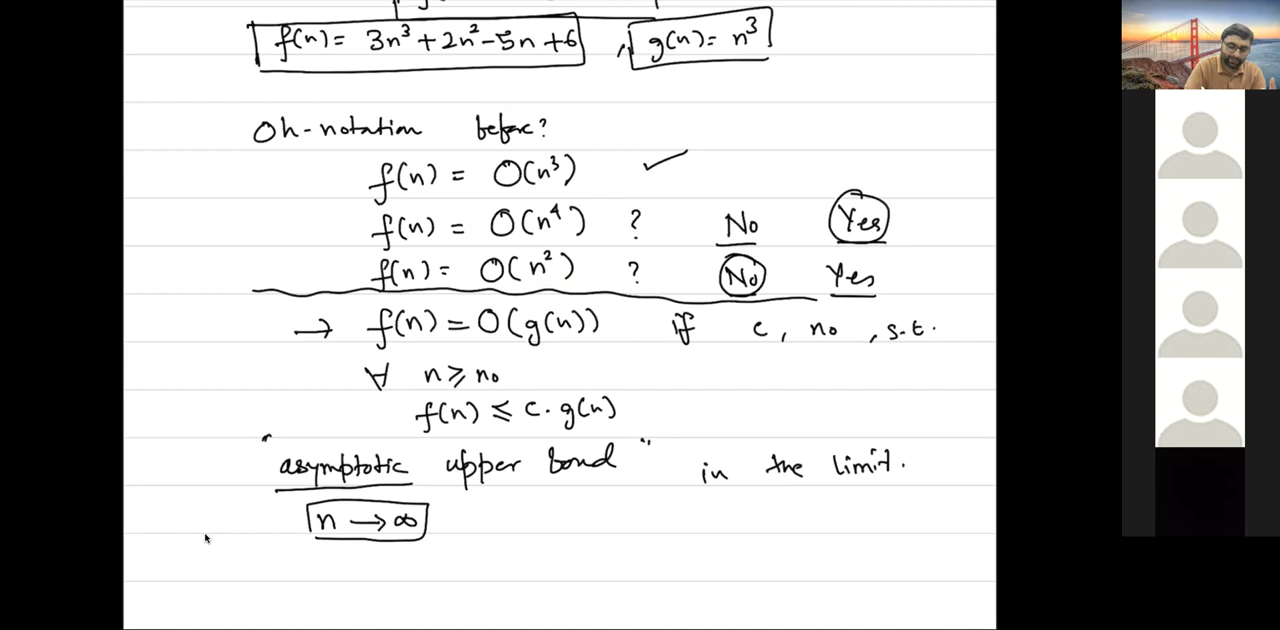 f(n) = 3n³ + 2n² - 5n + 6 , g(n) = n³
Oh-notation before?
f(n) = O(n³) ✓
f(n) = O(n⁴) ? No Yes
f(n) = O(n²) ? No Yes
→ f(n) = O(g(n)) if c, n₀, s.t.
∀ n ⩾ n₀
f(n) ⩽ c. g(n)
"asymptotic upper bond" in the limit.
n → ∞